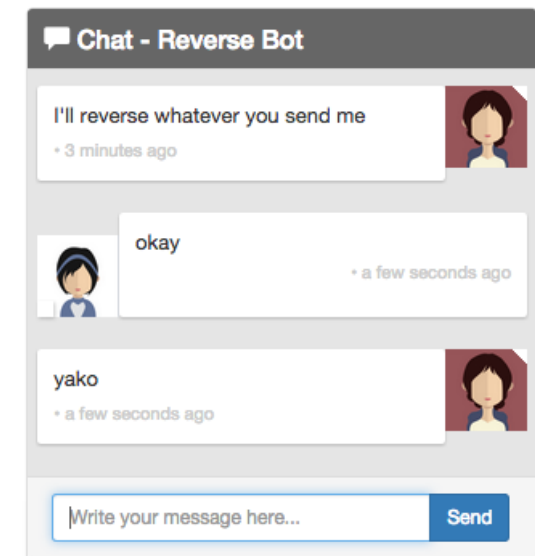 Chat - Reverse Bot
I'll reverse whatever you send me
• 3 minutes ago
okay
• a few seconds ago
yako
• a few seconds ago
Write your message here...
Send